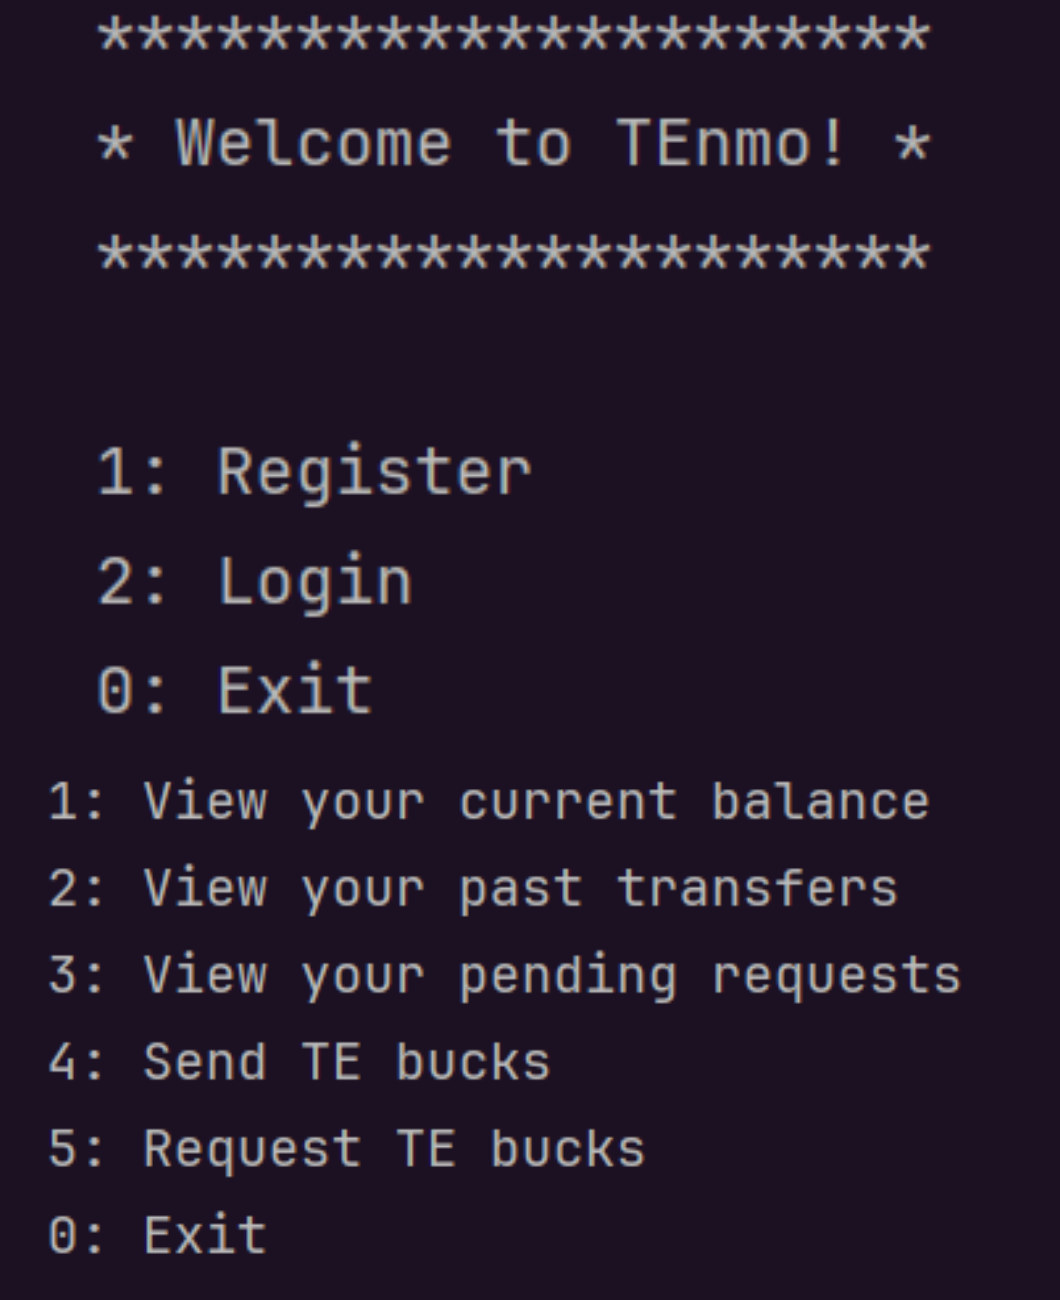 *********************
* Welcome to TEnmo! *
*********************
1: Register
2: Login
0: Exit
1: View your current balance
2: View your past transfers
3: View your pending requests
4: Send TE bucks
5: Request TE bucks
0: Exit